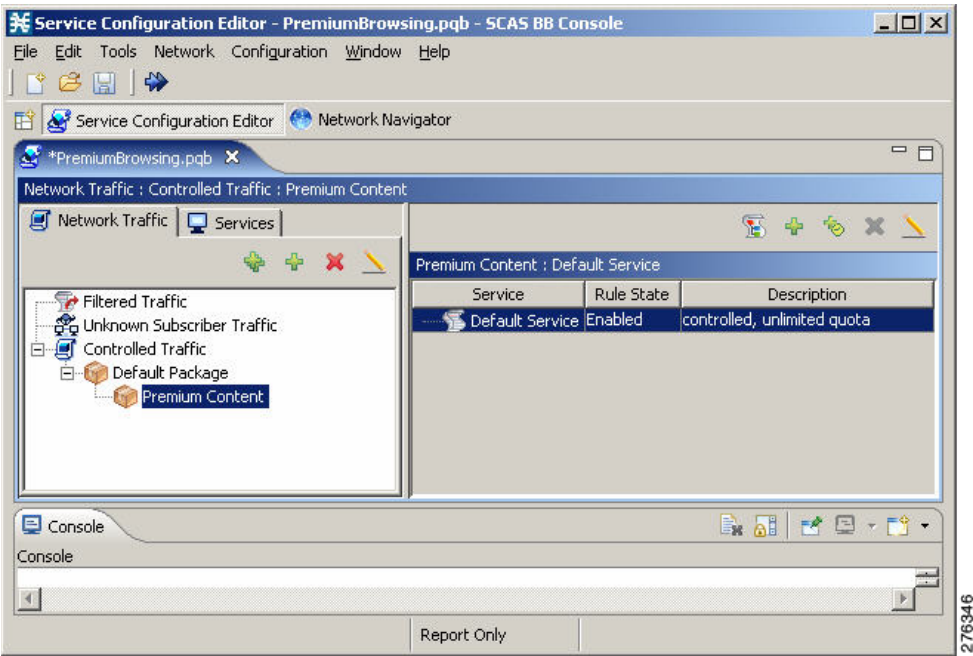 Service Configuration Editor - PremiumBrowsing.pqb - SCAS BB Console
File Edit Tools Network Configuration Window Help
Service Configuration Editor Network Navigator
*PremiumBrowsing.pqb
Network Traffic : Controlled Traffic : Premium Content
Network Traffic Services
Premium Content : Default Service
Service Rule State Description
Default Service Enabled controlled, unlimited quota
Filtered Traffic
Unknown Subscriber Traffic
Controlled Traffic
Default Package
Premium Content
Console
Console
Report Only
276346